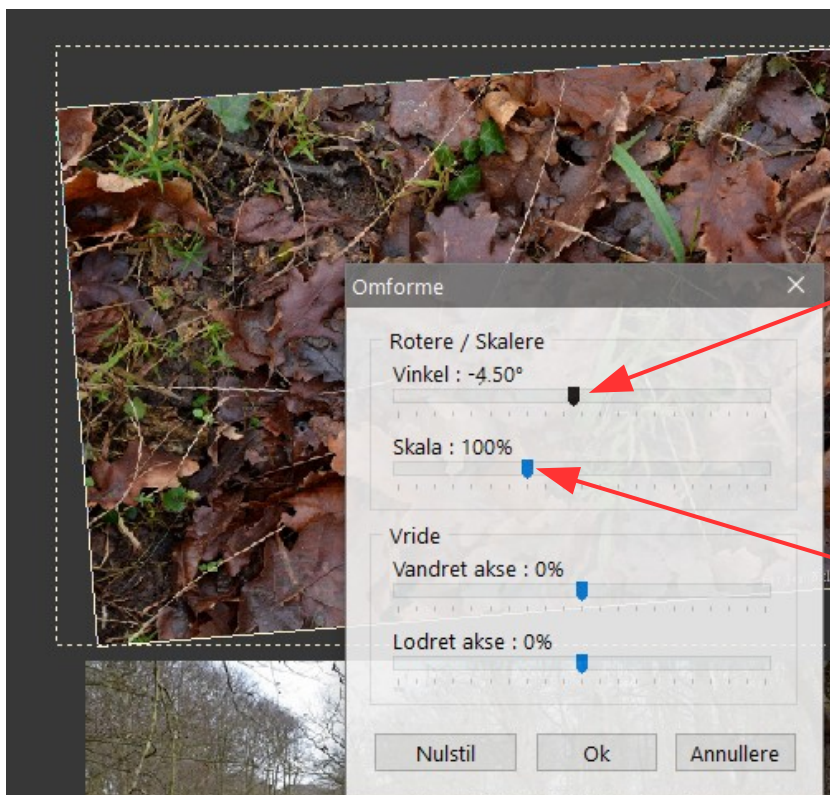 Omforme
Rotere / Skalere
Vinkel : -4.50°
Skala : 100%
Vride
Vandret akse : 0%
Lodret akse : 0%
Nulstil
Ok
Annullere